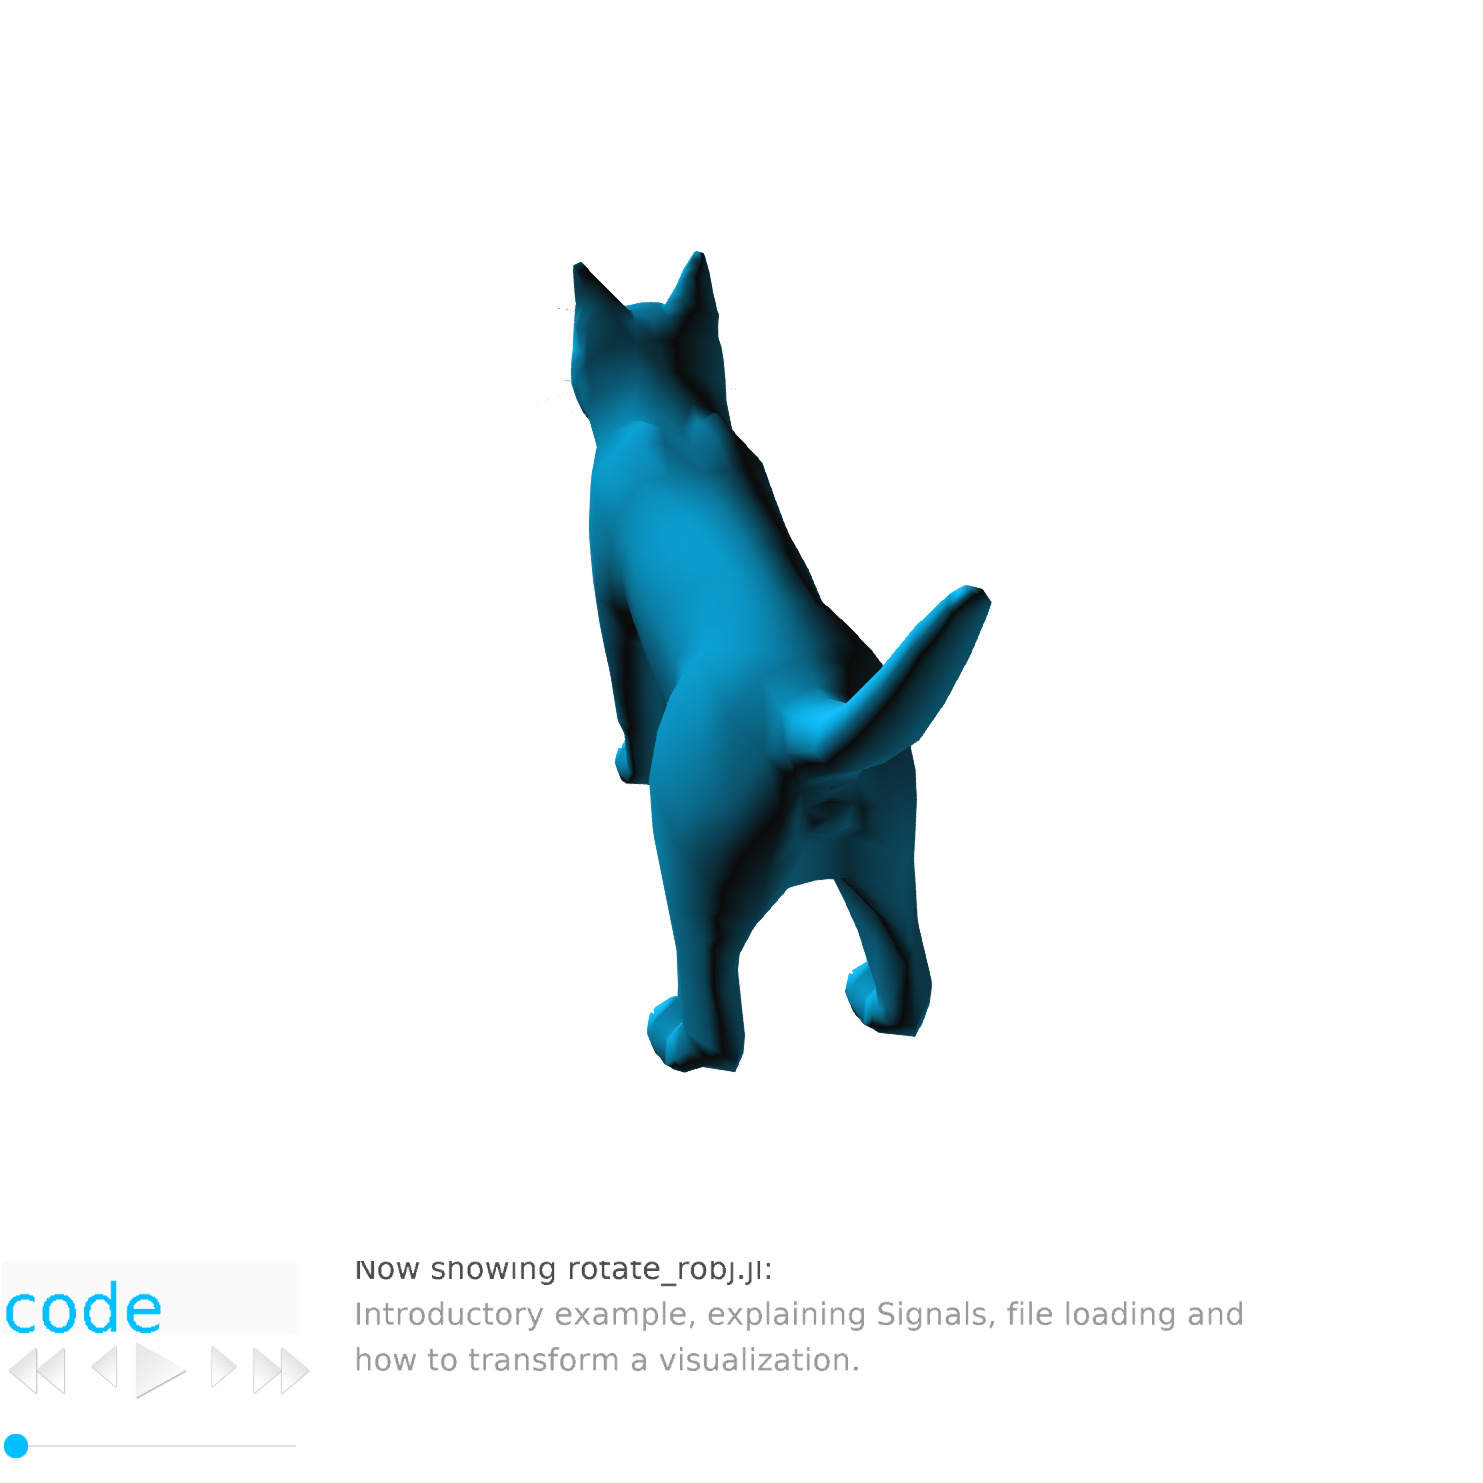 Now showing rotate_robj.jl:
code
Introductory example, explaining Signals, file loading and
how to transform a visualization.